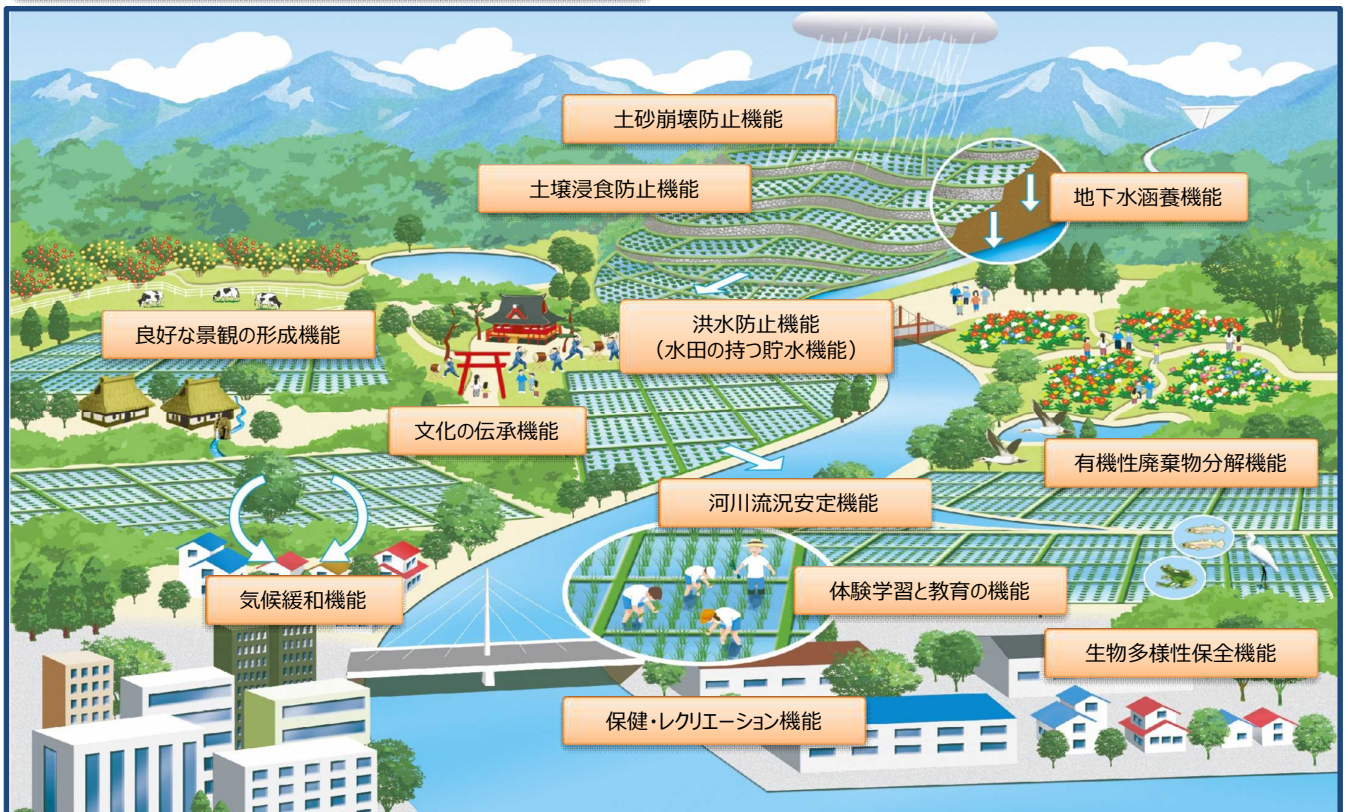 土砂崩壊防止機能
土壌浸食防止機能
地下水涵養機能
良好な景観の形成機能
洪水防止機能
（水田の持つ貯水機能）
文化の伝承機能
有機性廃棄物分解機能
河川流況安定機能
体験学習と教育の機能
気候緩和機能
生物多様性保全機能
保健・レクリエーション機能